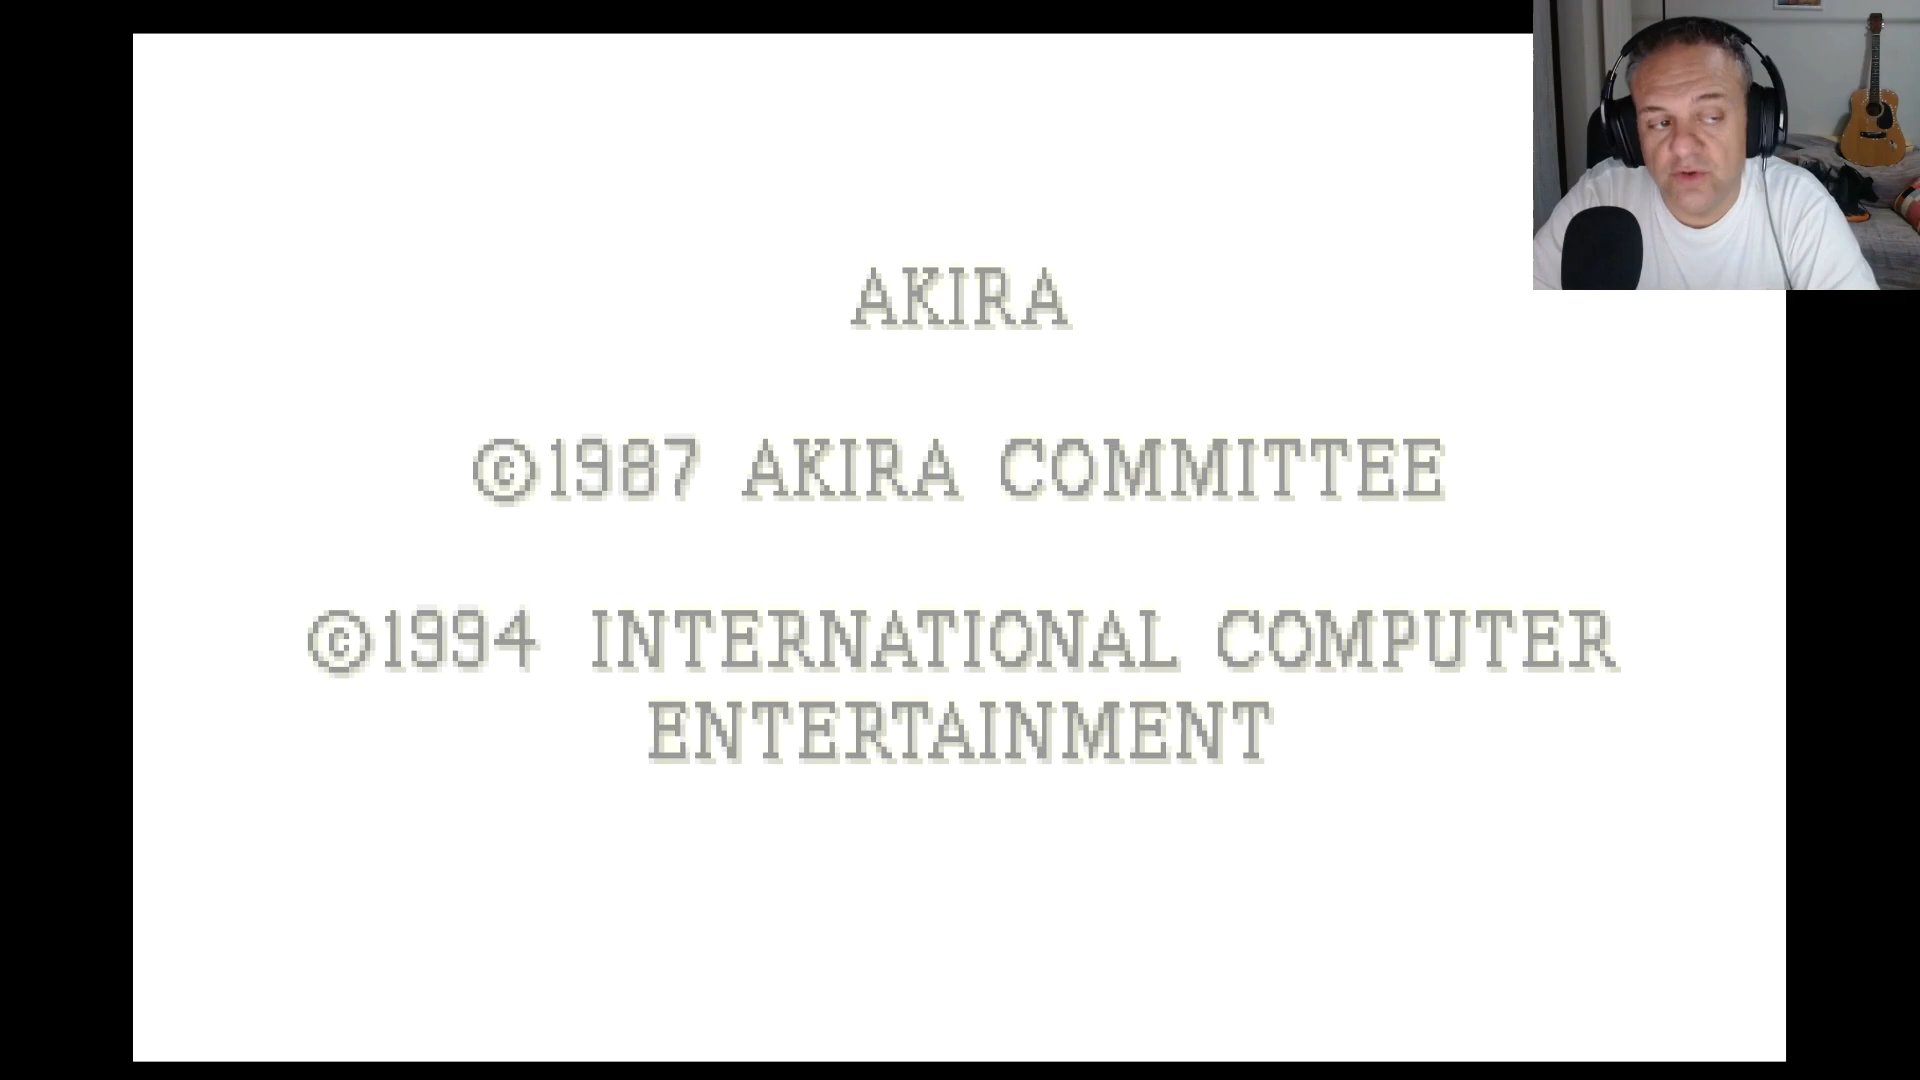 AKIRA
©1987 AKIRA COMMITTEE
©1994 INTERNATIONAL COMPUTER
ENTERTAINMENT